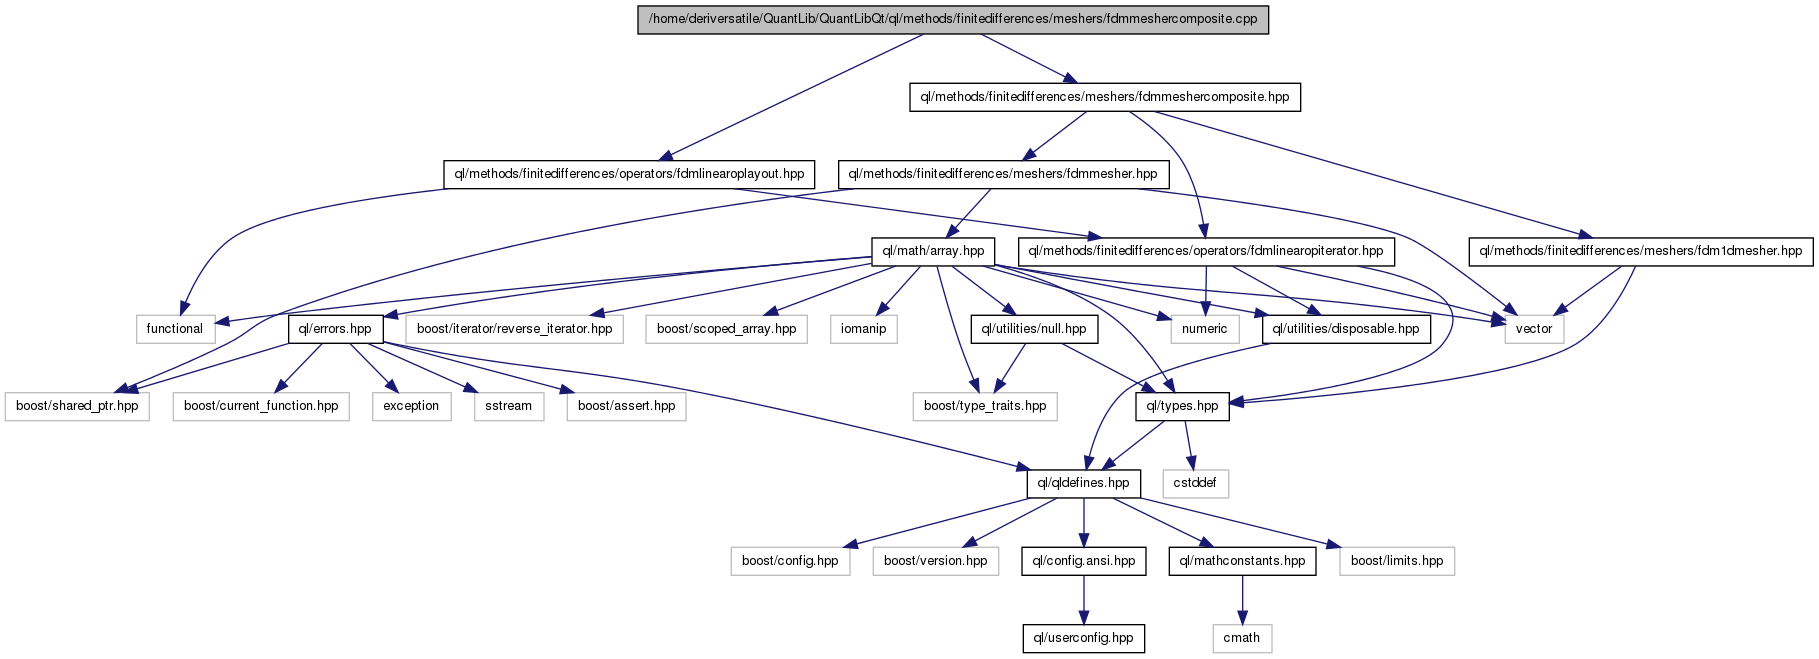 /home/deriversatile/QuantLib/QuantLibQt/ql/methods/finitedifferences/meshers/fdmmeshercomposite.cpp
ql/methods/finitedifferences/meshers/fdmmeshercomposite.hpp
ql/methods/finitedifferences/operators/fdmlinearoplayout.hpp
ql/methods/finitedifferences/meshers/fdmmesher.hpp
ql/math/array.hpp
ql/methods/finitedifferences/operators/fdmlinearopiterator.hpp
ql/methods/finitedifferences/meshers/fdm1dmesher.hpp
functional
ql/errors.hpp
boost/iterator/reverse_iterator.hpp
boost/scoped_array.hpp
iomanip
ql/utilities/null.hpp
numeric
ql/utilities/disposable.hpp
vector
boost/shared_ptr.hpp
boost/current_function.hpp
exception
sstream
boost/assert.hpp
boost/type_traits.hpp
ql/types.hpp
ql/qldefines.hpp
cstddef
boost/config.hpp
boost/version.hpp
ql/config.ansi.hpp
ql/mathconstants.hpp
boost/limits.hpp
ql/userconfig.hpp
cmath